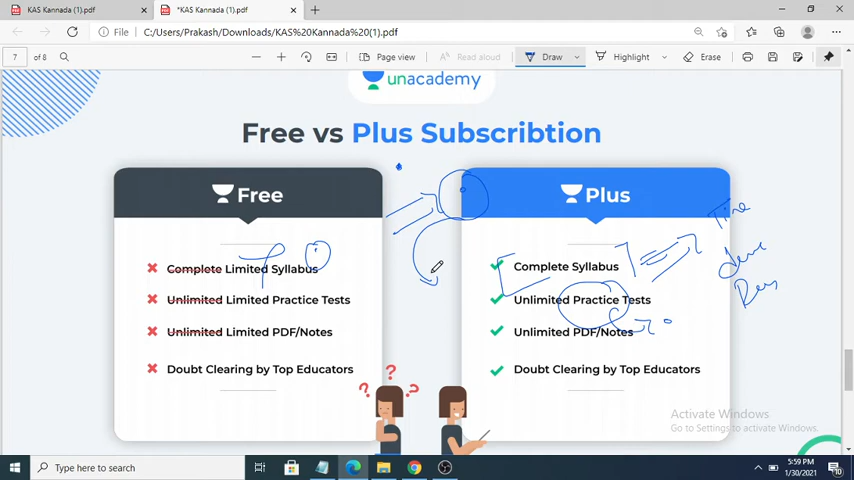 KAS Kannada (1).pdf
*KAS Kannada (1).pdf
File C:/Users/Prakash/Downloads/KAS%20Kannada%20(1).pdf
7 of 8 Page view Read aloud Draw Highlight Erase
unacademy
Free vs Plus Subscribtion
Free
Complete Limited Syllabus
Unlimited Limited Practice Tests
Unlimited Limited PDF/Notes
Doubt Clearing by Top Educators
Plus
Complete Syllabus
Unlimited Practice Tests
Unlimited PDF/Notes
Doubt Clearing by Top Educators
Time
? ? ?
Activate Windows
Go to Settings to activate Windows.
Type here to search
5:59 PM
1/30/2021
10